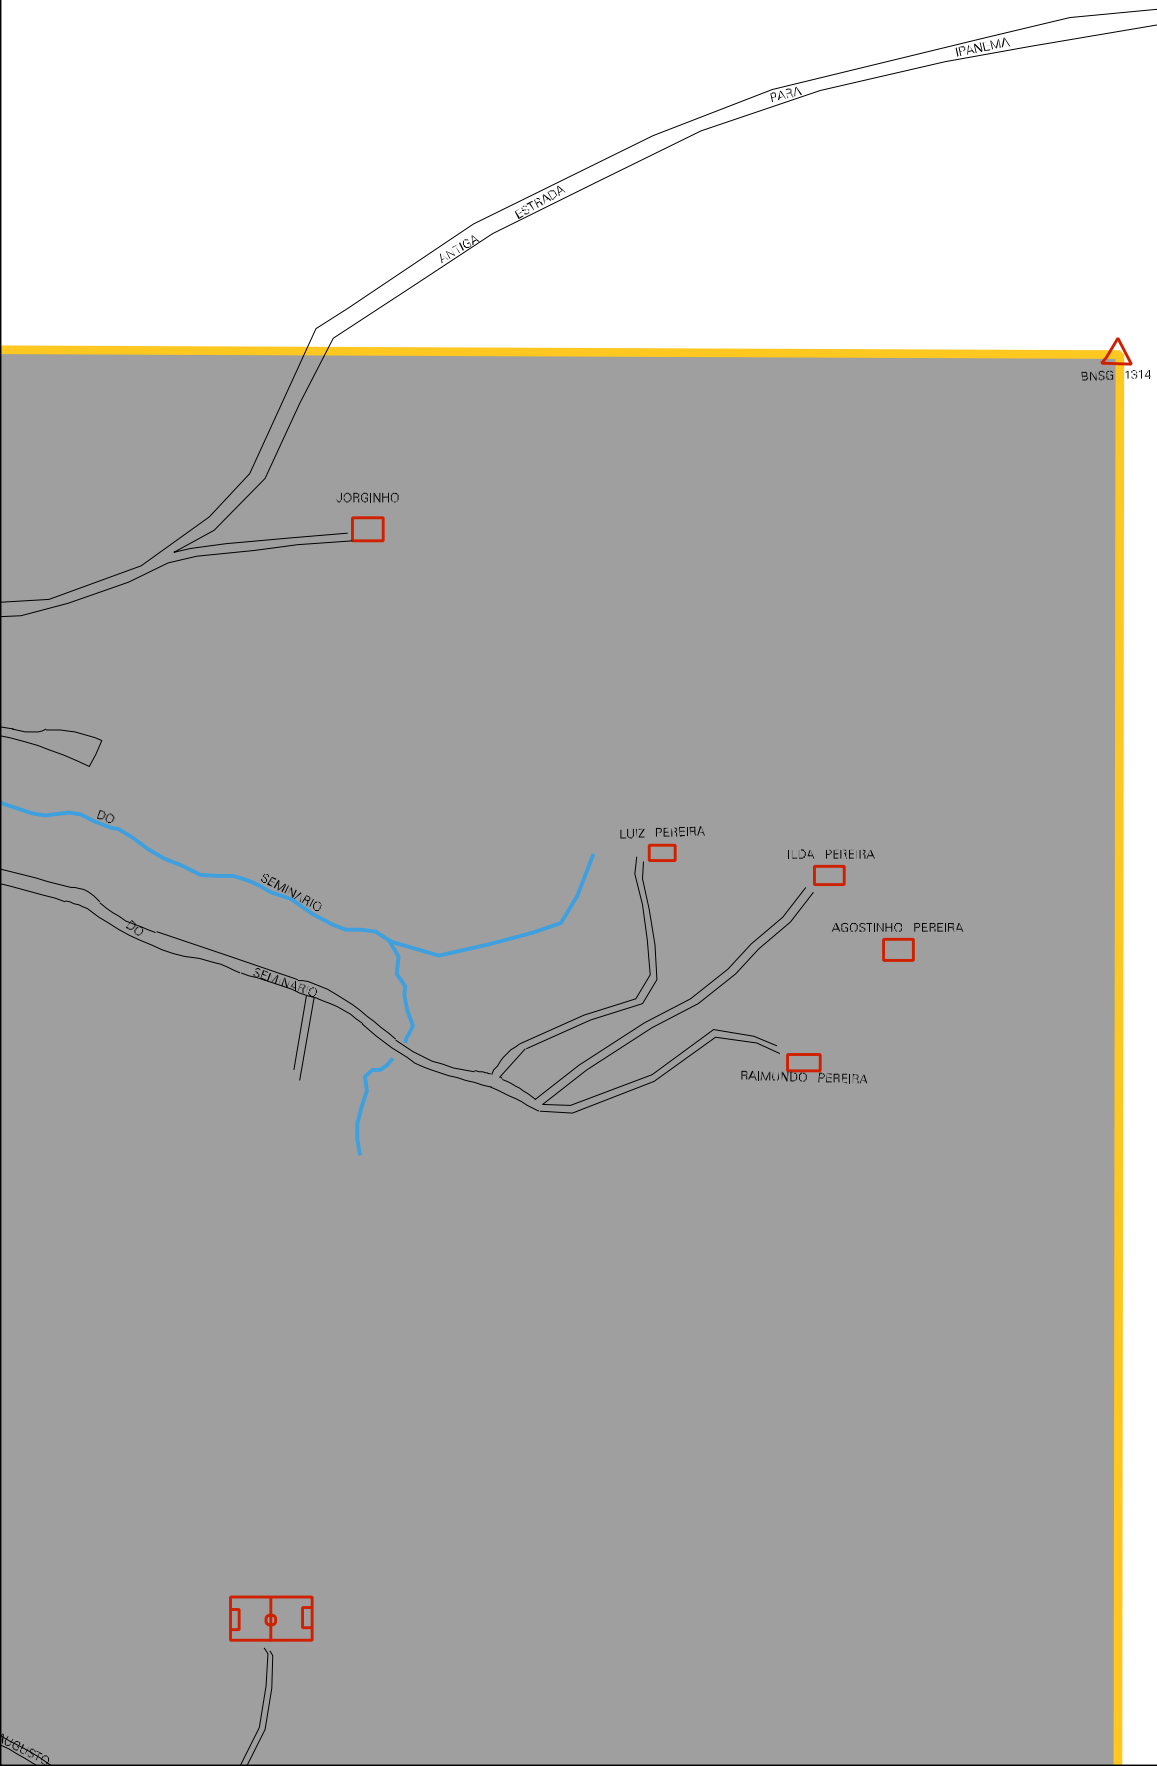 IPANEMA
PARA
ESTRADA
ANTIGA
BNSG 1314
JORGINHO
DO
LUIZ PEREIRA
ILDA PEREIRA
SEMINARIO
DO
AGOSTINHO PEREIRA
SEMINARIO
RAIMUNDO PEREIRA
AUGUSTO